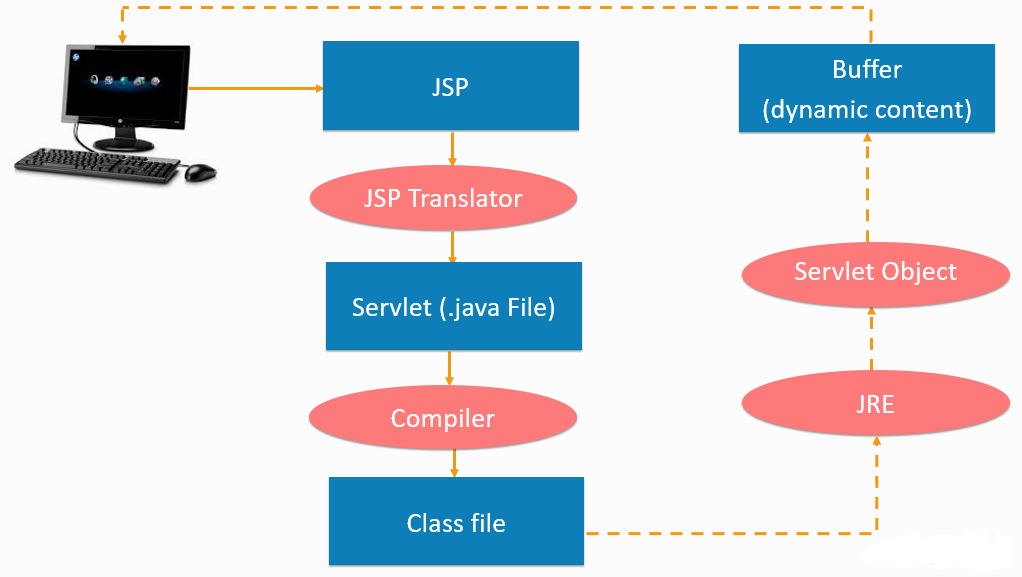 JSP
JSP Translator
Servlet (.java File)
Compiler
Class file
JRE
Servlet Object
Buffer
(dynamic content)